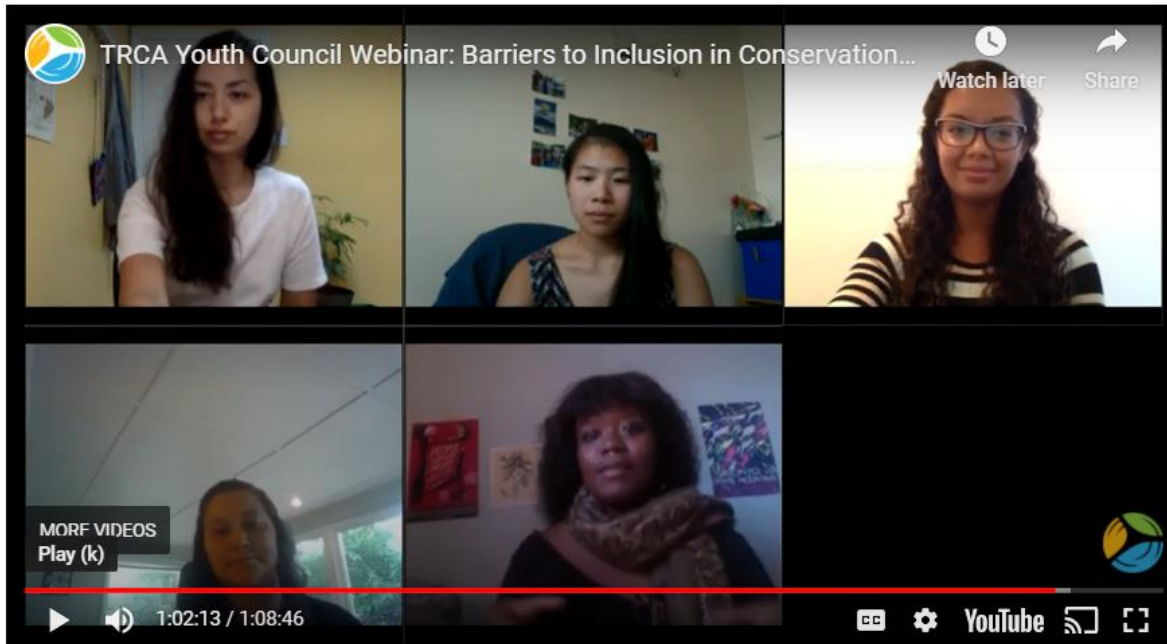 TRCA Youth Council Webinar: Barriers to Inclusion in Conservation...
Watch later
Share
MORE VIDEOS
Play (k)
1:02:13 / 1:08:46
CC
YouTube